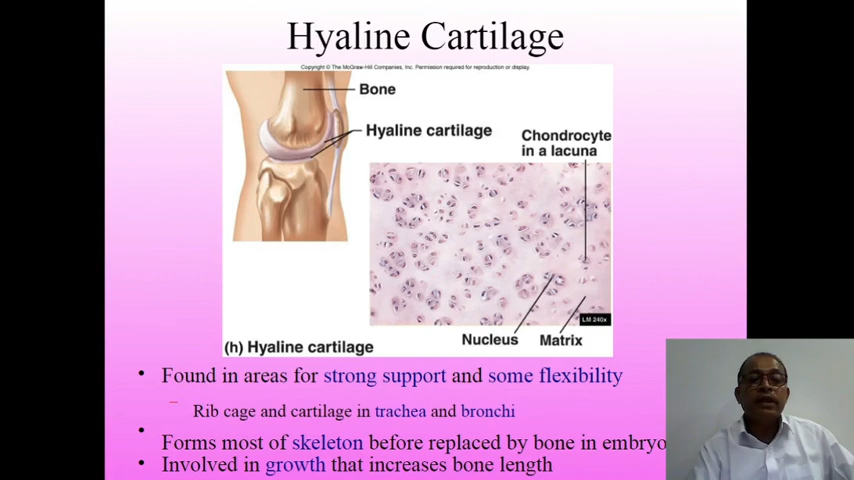 Hyaline Cartilage
Copyright © The McGraw-Hill Companies, Inc. Permission required for reproduction or display.
Bone
Hyaline cartilage
Chondrocyte
in a lacuna
LM 240x
Nucleus
Matrix
(h) Hyaline cartilage
• Found in areas for strong support and some flexibility
– Rib cage and cartilage in trachea and bronchi
• Forms most of skeleton before replaced by bone in embryo
• Involved in growth that increases bone length